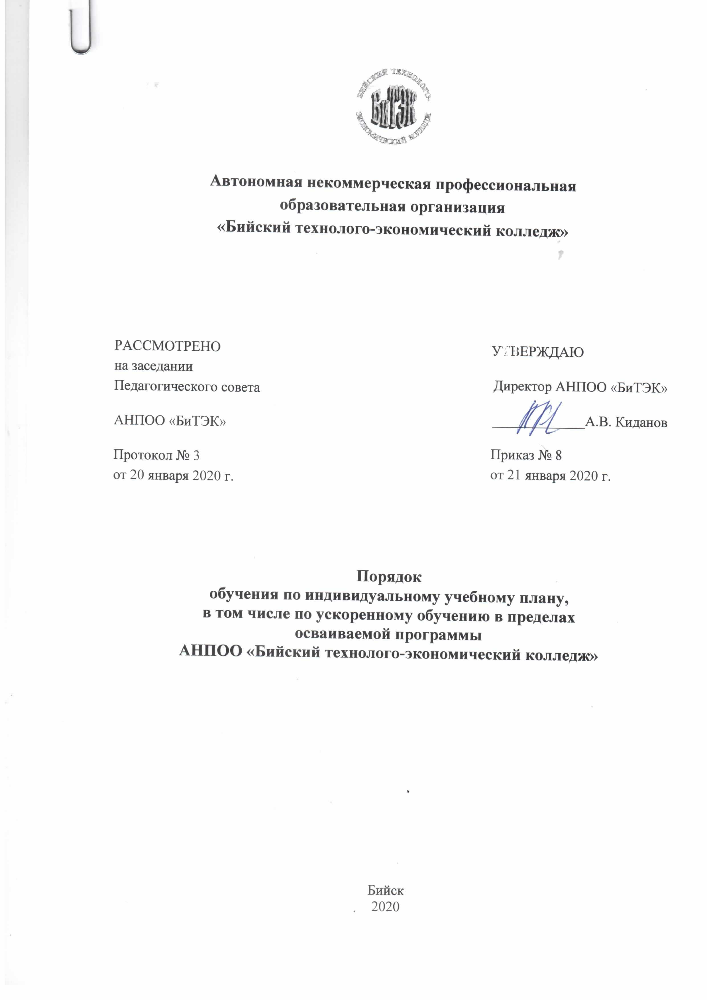 БИЙСКИЙ ТЕХНОЛОГО-
БиТЭК
ЭКОНОМИЧЕСКИЙ КОЛЛЕДЖ
Автономная некоммерческая профессиональная
образовательная организация
«Бийский технолого-экономический колледж»
РАССМОТРЕНО
на заседании
Педагогического совета
АНПОО «БиТЭК»
Протокол № 3
от 20 января 2020 г.
УТВЕРЖДАЮ
Директор АНПОО «БиТЭК»
_____________А.В. Киданов
Приказ № 8
от 21 января 2020 г.
Порядок
обучения по индивидуальному учебному плану,
в том числе по ускоренному обучению в пределах
осваиваемой программы
АНПОО «Бийский технолого-экономический колледж»
Бийск
2020